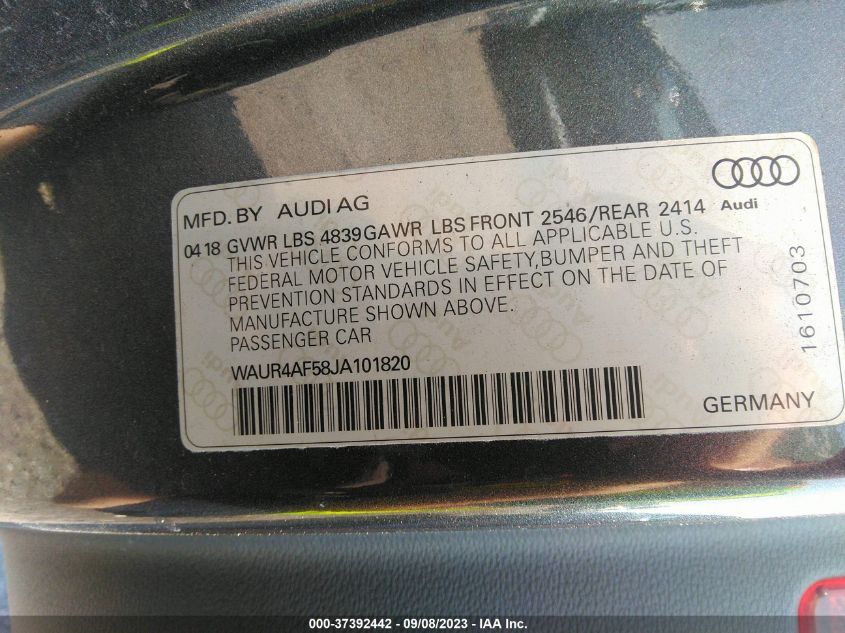 MFD. BY AUDI AG
Audi
04 18 GVWR LBS 4839 GAWR LBS FRONT 2546/REAR 2414
THIS VEHICLE CONFORMS TO ALL APPLICABLE U.S.
FEDERAL MOTOR VEHICLE SAFETY,BUMPER AND THEFT
PREVENTION STANDARDS IN EFFECT ON THE DATE OF
MANUFACTURE SHOWN ABOVE.
PASSENGER CAR
WAUR4AF58JA101820
1610703
GERMANY
000-37392442 - 09/08/2023 - IAA Inc.